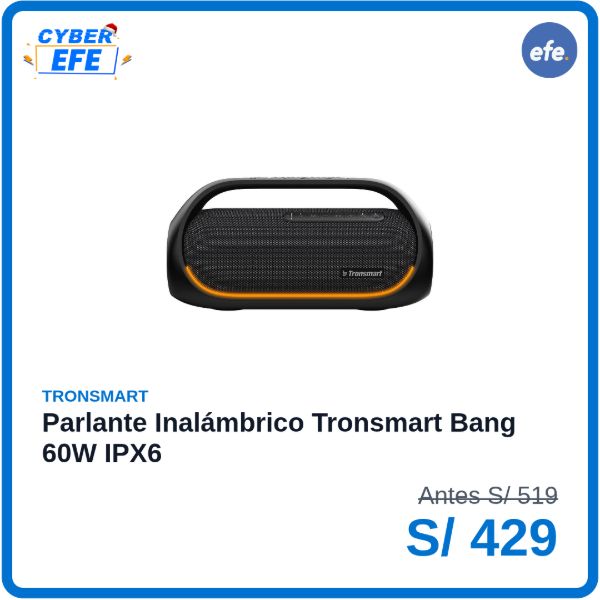 CYBER
EFE
efe.
Tronsmart
TRONSMART
Parlante Inalámbrico Tronsmart Bang
60W IPX6
Antes S/ 519
S/ 429